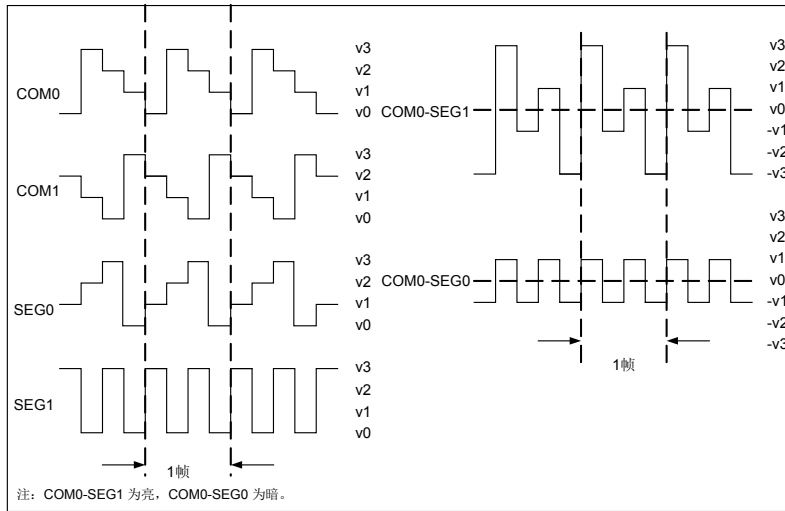 COM0
v3
v2
v1
v0
COM1
v3
v2
v1
v0
SEG0
v3
v2
v1
v0
SEG1
v3
v2
v1
v0
1帧
COM0-SEG1
v3
v2
v1
v0
-v1
-v2
-v3
COM0-SEG0
v3
v2
v1
v0
-v1
-v2
-v3
1帧
注：COM0-SEG1 为亮，COM0-SEG0 为暗。